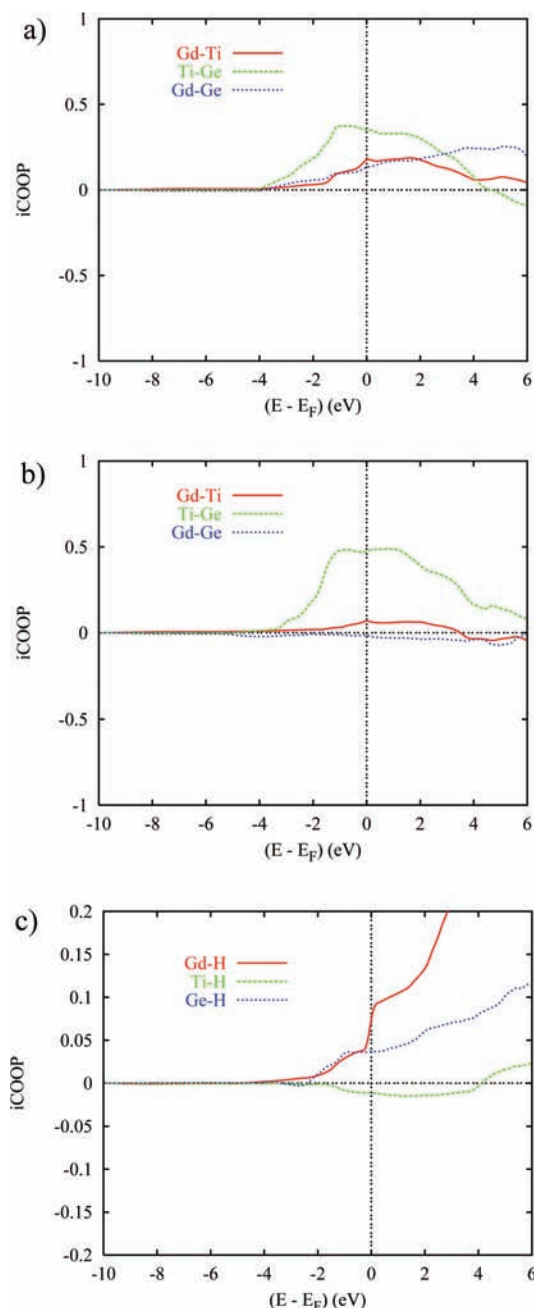 a)
Gd-Ti
Ti-Ge
Gd-Ge
1
0.5
0
-0.5
-1
iCOOP
-10 -8 -6 -4 -2 0 2 4 6
(E - E_F) (eV)
b)
Gd-Ti
Ti-Ge
Gd-Ge
1
0.5
0
-0.5
-1
iCOOP
-10 -8 -6 -4 -2 0 2 4 6
(E - E_F) (eV)
c)
Gd-H
Ti-H
Ge-H
0.2
0.15
0.1
0.05
0
-0.05
-0.1
-0.15
-0.2
iCOOP
-10 -8 -6 -4 -2 0 2 4 6
(E - E_F) (eV)